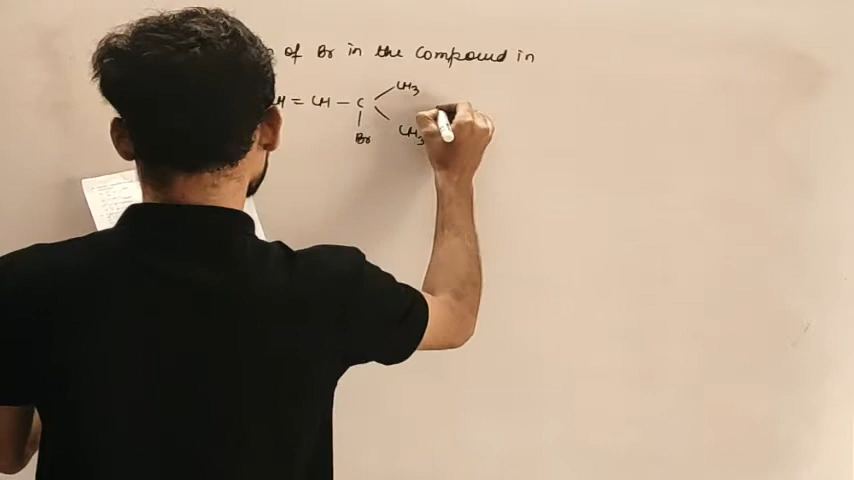 of Br in the Compound in
CH3
H = CH - C
Br CH3